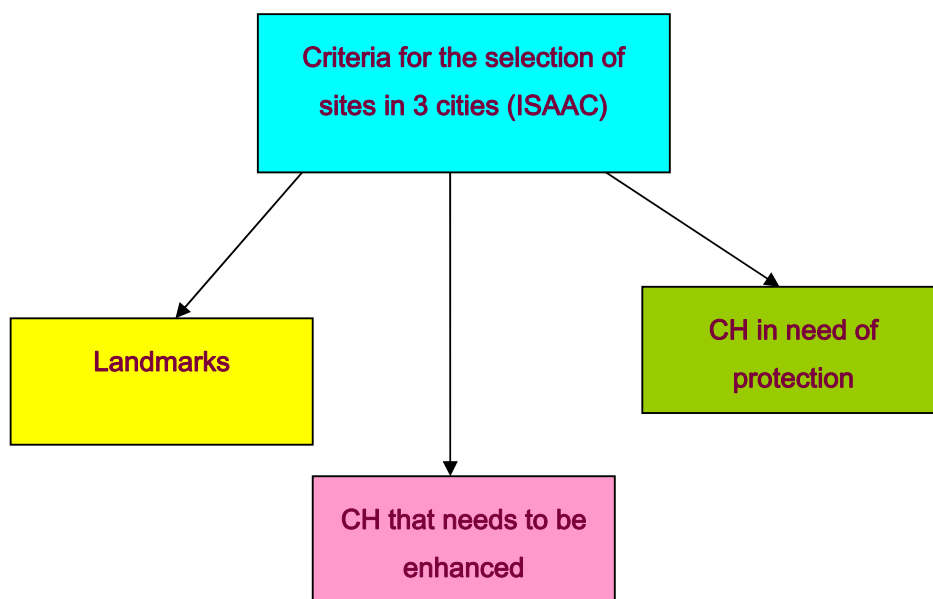 Criteria for the selection of
sites in 3 cities (ISAAC)
Landmarks
CH in need of
protection
CH that needs to be
enhanced